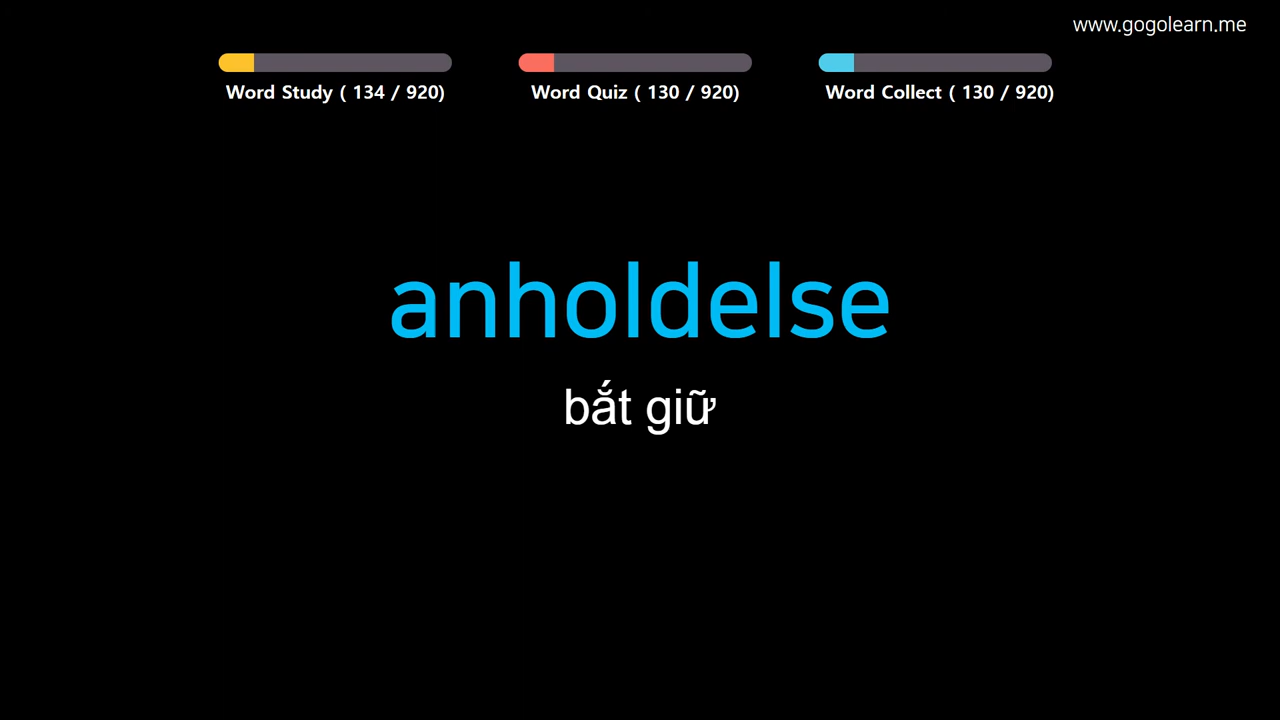 www.gogolearn.me
Word Study ( 134 / 920)
Word Quiz ( 130 / 920)
Word Collect ( 130 / 920)
anholdelse
bắt giữ